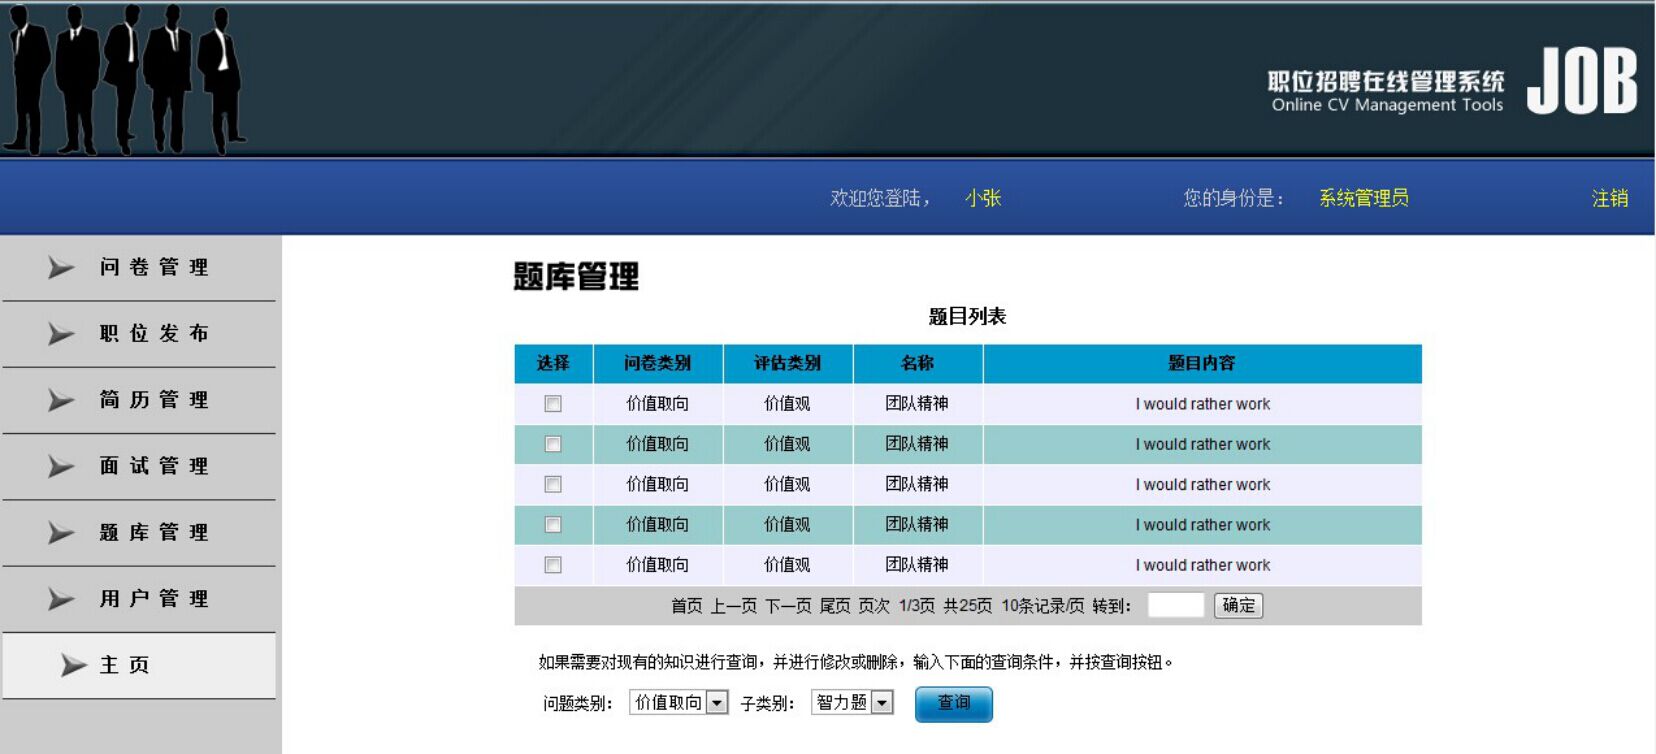 职位招聘在线管理系统 JOB
Online CV Management Tools
欢迎您登陆， 小张 您的身份是： 系统管理员 注销
问卷管理
职位发布
简历管理
面试管理
题库管理
用户管理
主页
题库管理
题目列表
选择 问卷类别 评估类别 名称 题目内容
价值取向 价值观 团队精神 I would rather work
价值取向 价值观 团队精神 I would rather work
价值取向 价值观 团队精神 I would rather work
价值取向 价值观 团队精神 I would rather work
价值取向 价值观 团队精神 I would rather work
首页 上一页 下一页 尾页 页次 1/3页 共25页 10条记录/页 转到： 确定
如果需要对现有的知识进行查询，并进行修改或删除，输入下面的查询条件，并按查询按钮。
问题类别： 价值取向 子类别： 智力题 查询